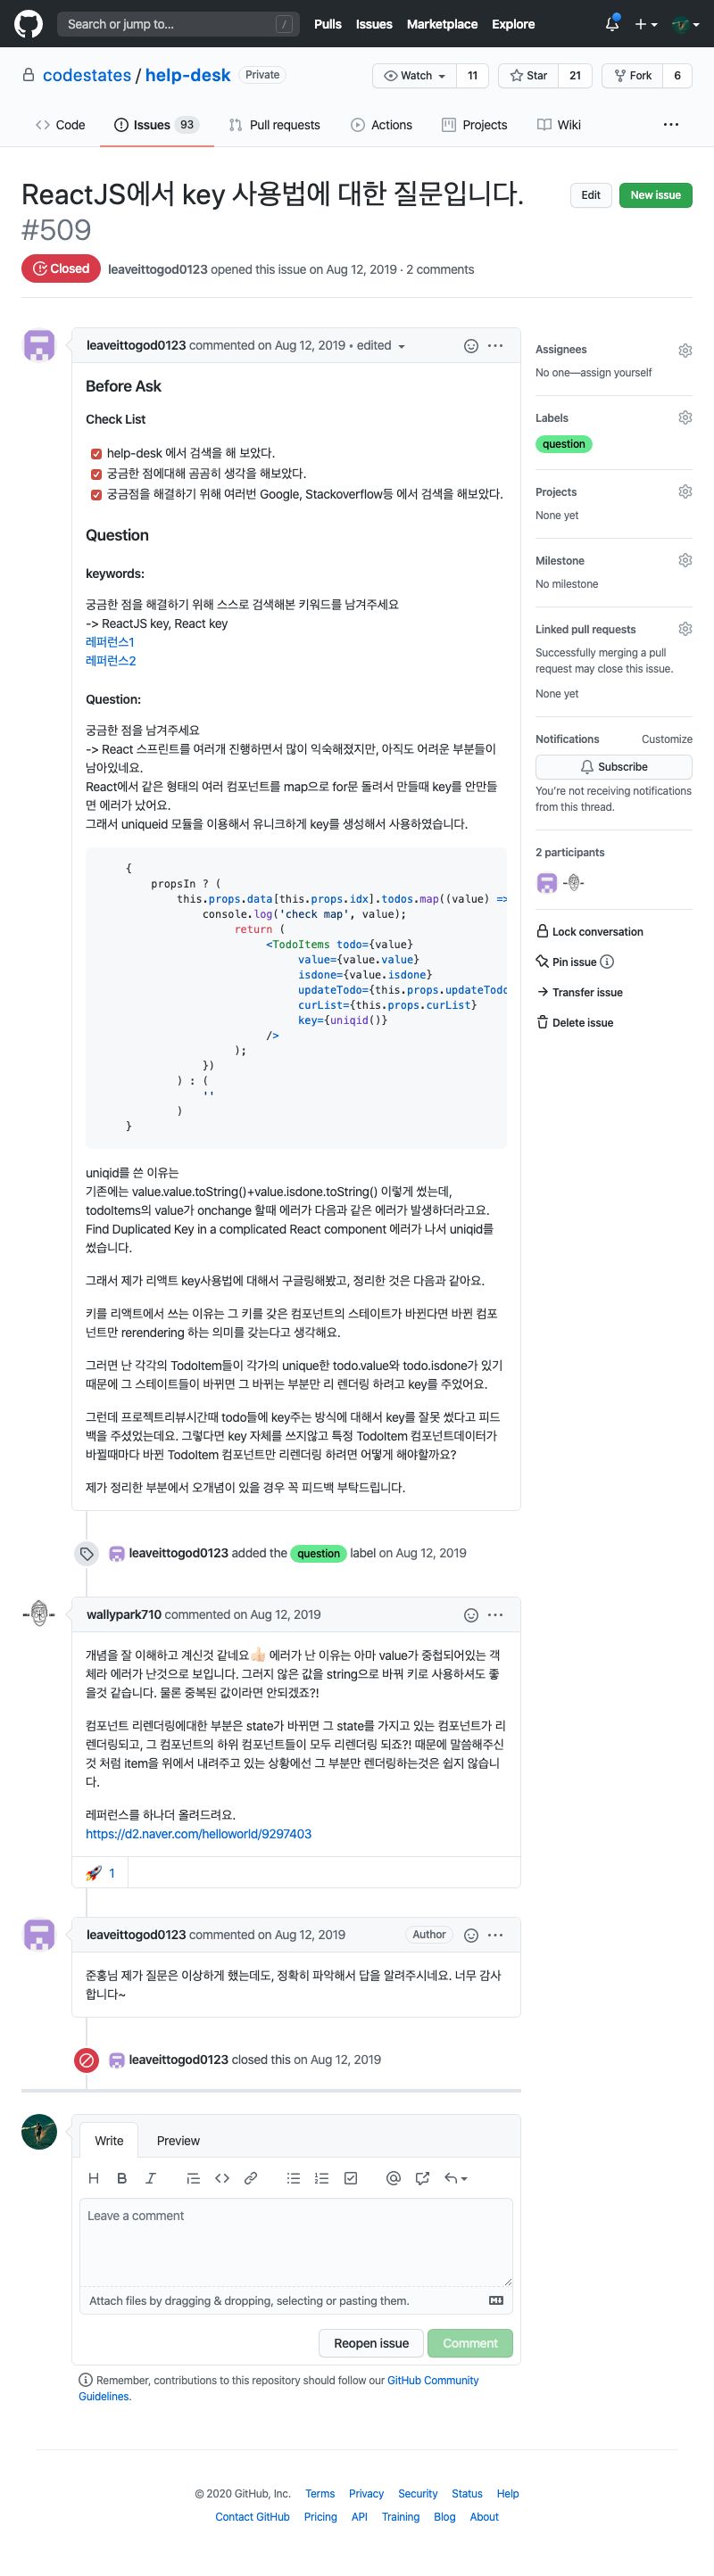 Search or jump to... /
Pulls Issues Marketplace Explore
codestates / help-desk Private
Watch 11 Star 21 Fork 6
Code Issues 93 Pull requests Actions Projects Wiki ...
ReactJS에서 key 사용법에 대한 질문입니다.
#509
Edit New issue
Closed leaveittogod0123 opened this issue on Aug 12, 2019 · 2 comments
leaveittogod0123 commented on Aug 12, 2019 • edited
Before Ask
Check List
help-desk 에서 검색을 해 보았다.
궁금한 점에대해 곰곰히 생각을 해보았다.
궁금점을 해결하기 위해 여러번 Google, Stackoverflow등 에서 검색을 해보았다.
Question
keywords:
궁금한 점을 해결하기 위해 스스로 검색해본 키워드를 남겨주세요
-> ReactJS key, React key
레퍼런스1
레퍼런스2
Question:
궁금한 점을 남겨주세요
-> React 스프린트를 여러개 진행하면서 많이 익숙해졌지만, 아직도 어려운 부분들이
남아있네요.
React에서 같은 형태의 여러 컴포넌트를 map으로 for문 돌려서 만들때 key를 안만들
면 에러가 났어요.
그래서 uniqueid 모듈을 이용해서 유니크하게 key를 생성해서 사용하였습니다.
{
propsIn ? (
this.props.data[this.props.idx].todos.map((value) =>
console.log('check map', value);
return (
<TodoItems todo={value}
value={value.value}
isdone={value.isdone}
updateTodo={this.props.updateTodo
curList={this.props.curList}
key={uniqid()}
/>
);
})
) : (
''
)
}
uniqid를 쓴 이유는
기존에는 value.value.toString()+value.isdone.toString() 이렇게 썼는데,
todoItems의 value가 onchange 할때 에러가 다음과 같은 에러가 발생하더라고요.
Find Duplicated Key in a complicated React component 에러가 나서 uniqid를
썼습니다.
그래서 제가 리액트 key사용법에 대해서 구글링해봤고, 정리한 것은 다음과 같아요.
키를 리액트에서 쓰는 이유는 그 키를 갖은 컴포넌트의 스테이트가 바뀐다면 바뀐 컴포
넌트만 rerendering 하는 의미를 갖는다고 생각해요.
그러면 난 각각의 TodoItem들이 각가의 unique한 todo.value와 todo.isdone가 있기
때문에 그 스테이트들이 바뀌면 그 바뀌는 부분만 리 렌더링 하려고 key를 주었어요.
그런데 프로젝트리뷰시간때 todo들에 key주는 방식에 대해서 key를 잘못 썼다고 피드
백을 주셨었는데요. 그렇다면 key 자체를 쓰지않고 특정 TodoItem 컴포넌트데이터가
바뀔때마다 바뀐 TodoItem 컴포넌트만 리렌더링 하려면 어떻게 해야할까요?
제가 정리한 부분에서 오개념이 있을 경우 꼭 피드백 부탁드립니다.
leaveittogod0123 added the question label on Aug 12, 2019
wallypark710 commented on Aug 12, 2019
개념을 잘 이해하고 계신것 같네요👍🏻 에러가 난 이유는 아마 value가 중첩되어있는 객
체라 에러가 난것으로 보입니다. 그러지 않은 값을 string으로 바꿔 키로 사용하셔도 좋
을것 같습니다. 물론 중복된 값이라면 안되겠죠?!
컴포넌트 리렌더링에대한 부분은 state가 바뀌면 그 state를 가지고 있는 컴포넌트가 리
렌더링되고, 그 컴포넌트의 하위 컴포넌트들이 모두 리렌더링 되죠?! 때문에 말씀해주신
것 처럼 item을 위에서 내려주고 있는 상황에선 그 부분만 렌더링하는것은 쉽지 않습니
다.
레퍼런스를 하나더 올려드려요.
https://d2.naver.com/helloworld/9297403
🚀 1
leaveittogod0123 commented on Aug 12, 2019 Author
준홍님 제가 질문은 이상하게 했는데도, 정확히 파악해서 답을 알려주시네요. 너무 감사
합니다~
leaveittogod0123 closed this on Aug 12, 2019
Write Preview
Leave a comment
Attach files by dragging & dropping, selecting or pasting them.
Reopen issue Comment
Remember, contributions to this repository should follow our GitHub Community
Guidelines.
Assignees
No one—assign yourself
Labels
question
Projects
None yet
Milestone
No milestone
Linked pull requests
Successfully merging a pull
request may close this issue.
None yet
Notifications Customize
Subscribe
You're not receiving notifications
from this thread.
2 participants
Lock conversation
Pin issue
Transfer issue
Delete issue
© 2020 GitHub, Inc. Terms Privacy Security Status Help
Contact GitHub Pricing API Training Blog About